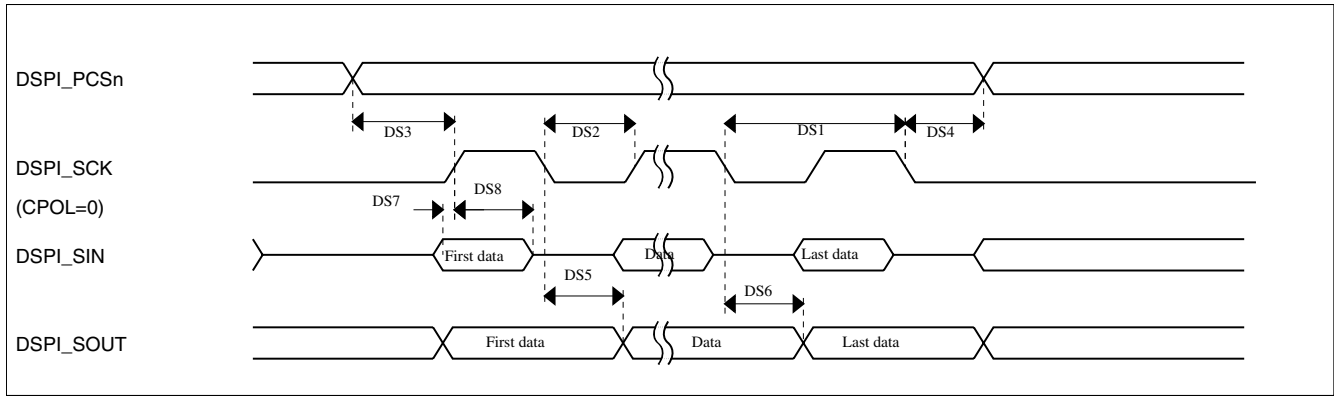 DSPI_PCSn
DS3
DS2
DS1
DS4
DSPI_SCK
(CPOL=0)
DS7
DS8
DSPI_SIN
First data
Data
Last data
DS5
DS6
DSPI_SOUT
First data
Data
Last data